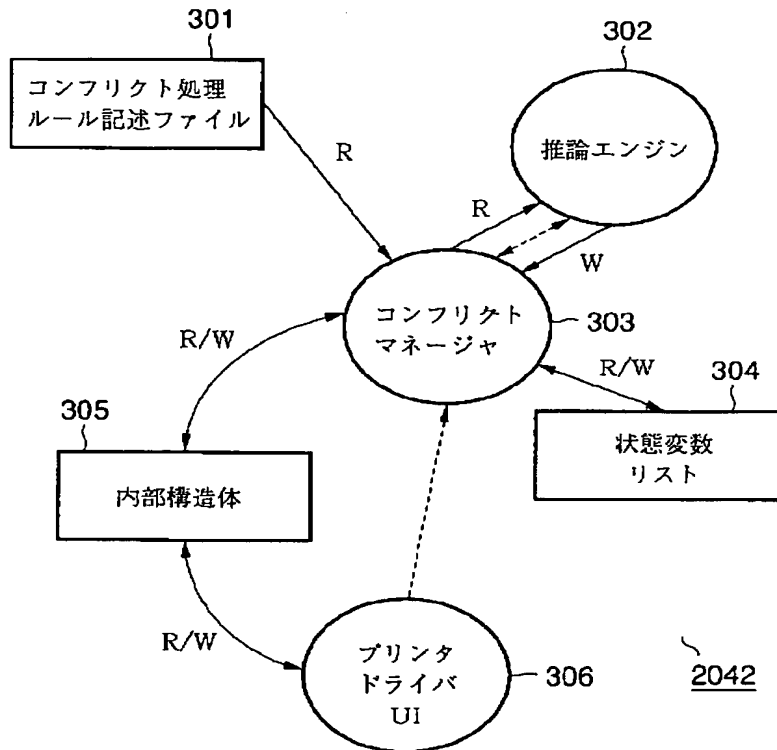 301
コンフリクト処理
ルール記述ファイル
302
推論エンジン
R
R
W
コンフリクト
マネージャ
303
R/W
R/W
304
状態変数
リスト
305
内部構造体
R/W
プリンタ
ドライバ
UI
306
2042